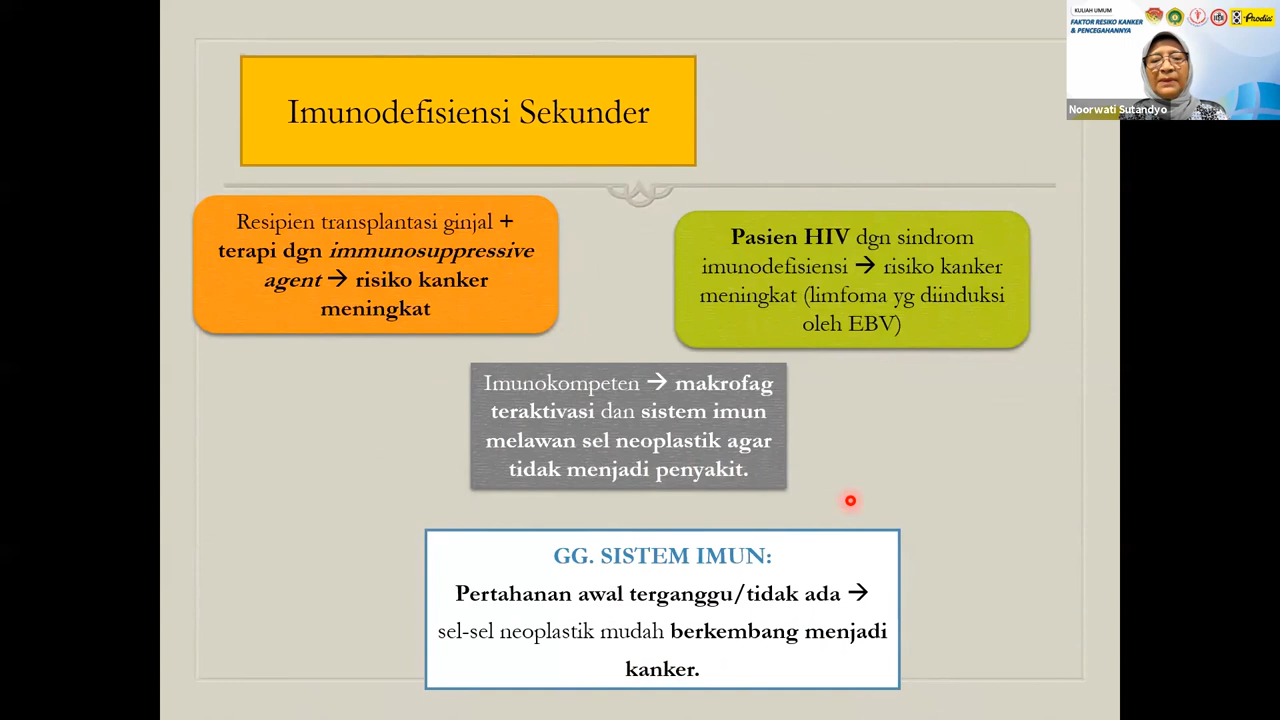 KULIAH UMUM
FAKTOR RESIKO KANKER
& PENCEGAHANNYA
Prodia
Noorwati Sutandyo
Imunodefisiensi Sekunder
Resipien transplantasi ginjal +
terapi dgn immunosuppressive
agent → risiko kanker
meningkat
Pasien HIV dgn sindrom
imunodefisiensi → risiko kanker
meningkat (limfoma yg diinduksi
oleh EBV)
Imunokompeten → makrofag
teraktivasi dan sistem imun
melawan sel neoplastik agar
tidak menjadi penyakit.
GG. SISTEM IMUN:
Pertahanan awal terganggu/tidak ada →
sel-sel neoplastik mudah berkembang menjadi
kanker.